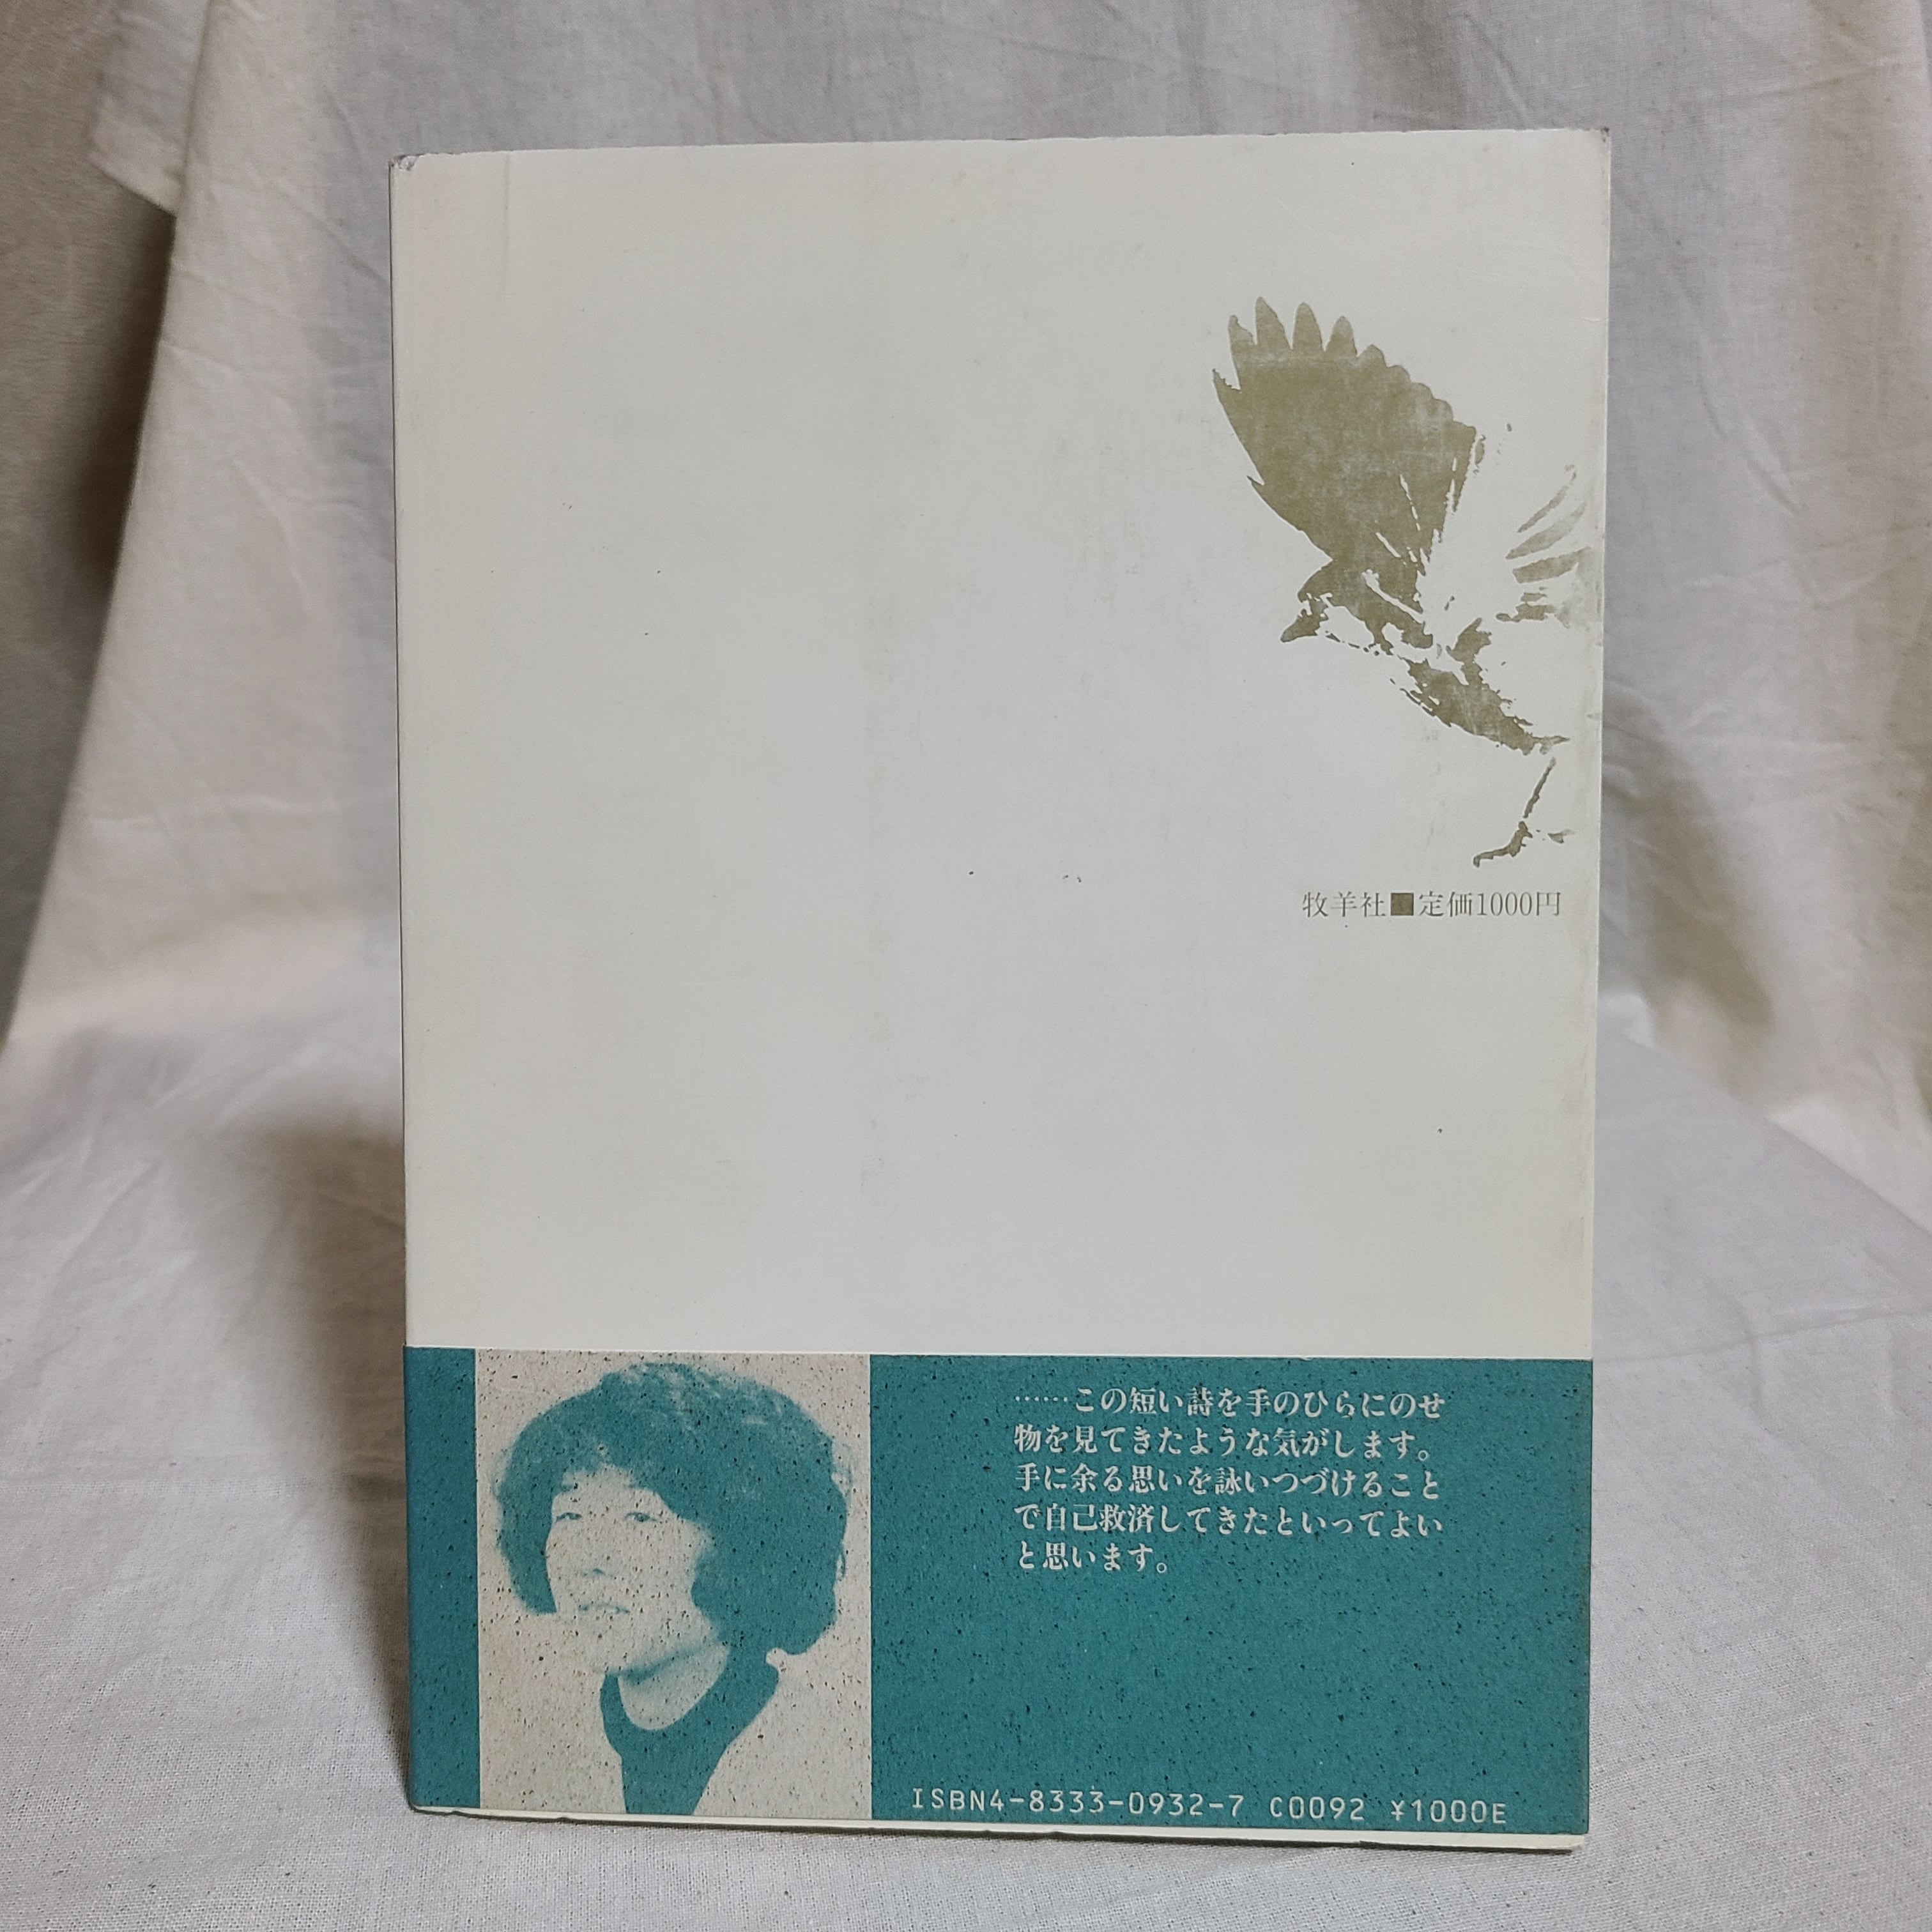 牧羊社■定価1000円
……この短い詩を手のひらにのせ
物を見てきたような気がします。
手に余る思いを詠いつづけること
で自己救済してきたといってよい
と思います。
ISBN4-8333-0932-7 C0092 ¥1000E